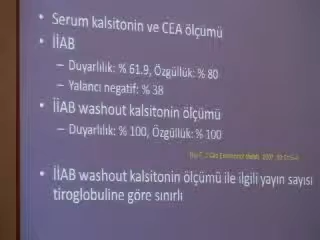 • Serum kalsitonin ve CEA ölçümü
• İİAB
– Duyarlılık: % 61.9, Özgüllük: % 80
– Yalancı negatif: % 38
• İİAB washout kalsitonin ölçümü
– Duyarlılık: % 100, Özgüllük: % 100
• İİAB washout kalsitonin ölçümü ile ilgili yayın sayısı
tiroglobuline göre sınırlı